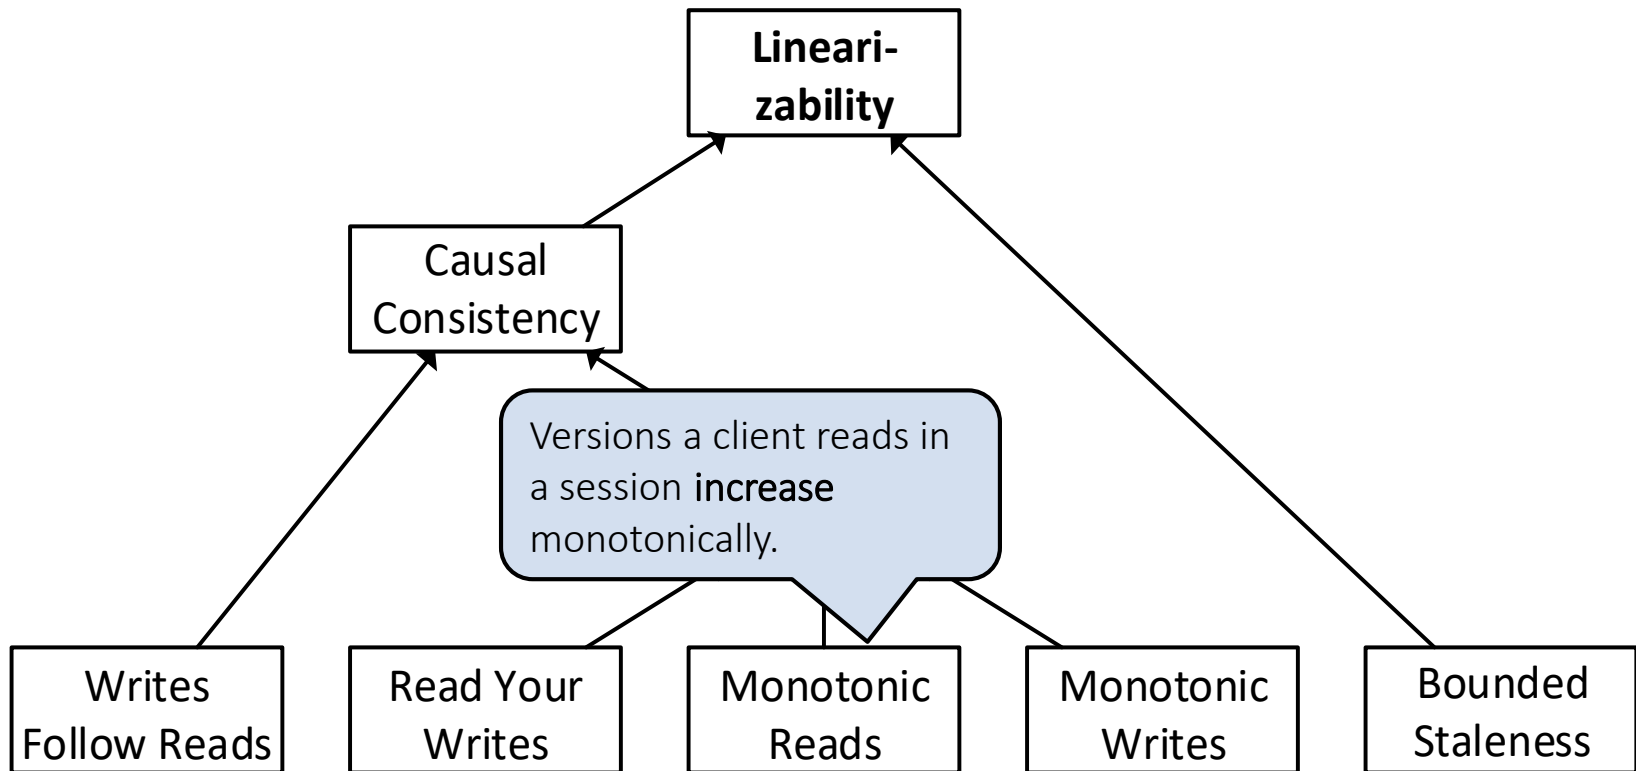 Lineari-
zability
Causal
Consistency
Versions a client reads in
a session increase
monotonically.
Writes
Follow Reads
Read Your
Writes
Monotonic
Reads
Monotonic
Writes
Bounded
Staleness